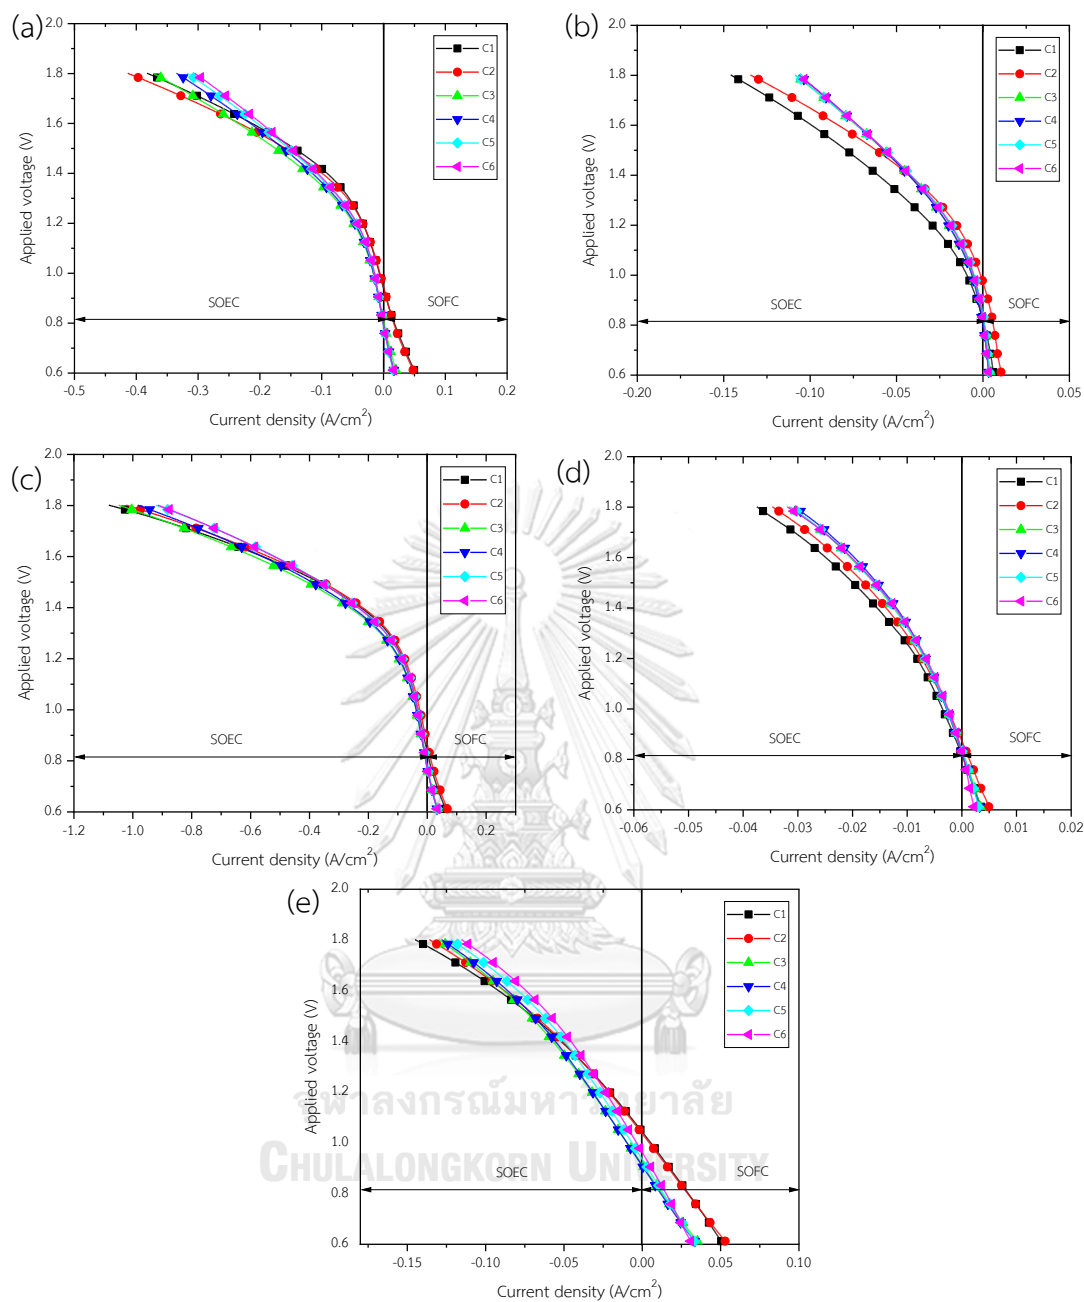 (a)
2.0
1.8
1.6
1.4
1.2
1.0
0.8
0.6
Applied voltage (V)
C1
C2
C3
C4
C5
C6
SOEC
SOFC
-0.5 -0.4 -0.3 -0.2 -0.1 0.0 0.1 0.2
Current density (A/cm²)
(b)
2.0
1.8
1.6
1.4
1.2
1.0
0.8
0.6
Applied voltage (V)
C1
C2
C3
C4
C5
C6
SOEC
SOFC
-0.20 -0.15 -0.10 -0.05 0.00 0.05
Current density (A/cm²)
(c)
2.0
1.8
1.6
1.4
1.2
1.0
0.8
0.6
Applied voltage (V)
C1
C2
C3
C4
C5
C6
SOEC
SOFC
-1.2 -1.0 -0.8 -0.6 -0.4 -0.2 0.0 0.2
Current density (A/cm²)
(d)
2.0
1.8
1.6
1.4
1.2
1.0
0.8
0.6
Applied voltage (V)
C1
C2
C3
C4
C5
C6
SOEC
SOFC
-0.06 -0.05 -0.04 -0.03 -0.02 -0.01 0.00 0.01 0.02
Current density (A/cm²)
(e)
2.0
1.8
1.6
1.4
1.2
1.0
0.8
0.6
Applied voltage (V)
C1
C2
C3
C4
C5
C6
จุฬาลงกรณ์มหาวิทยาลัย
CHULALONGKORN UNIVERSITY
SOEC
SOFC
-0.15 -0.10 -0.05 0.00 0.05 0.10
Current density (A/cm²)